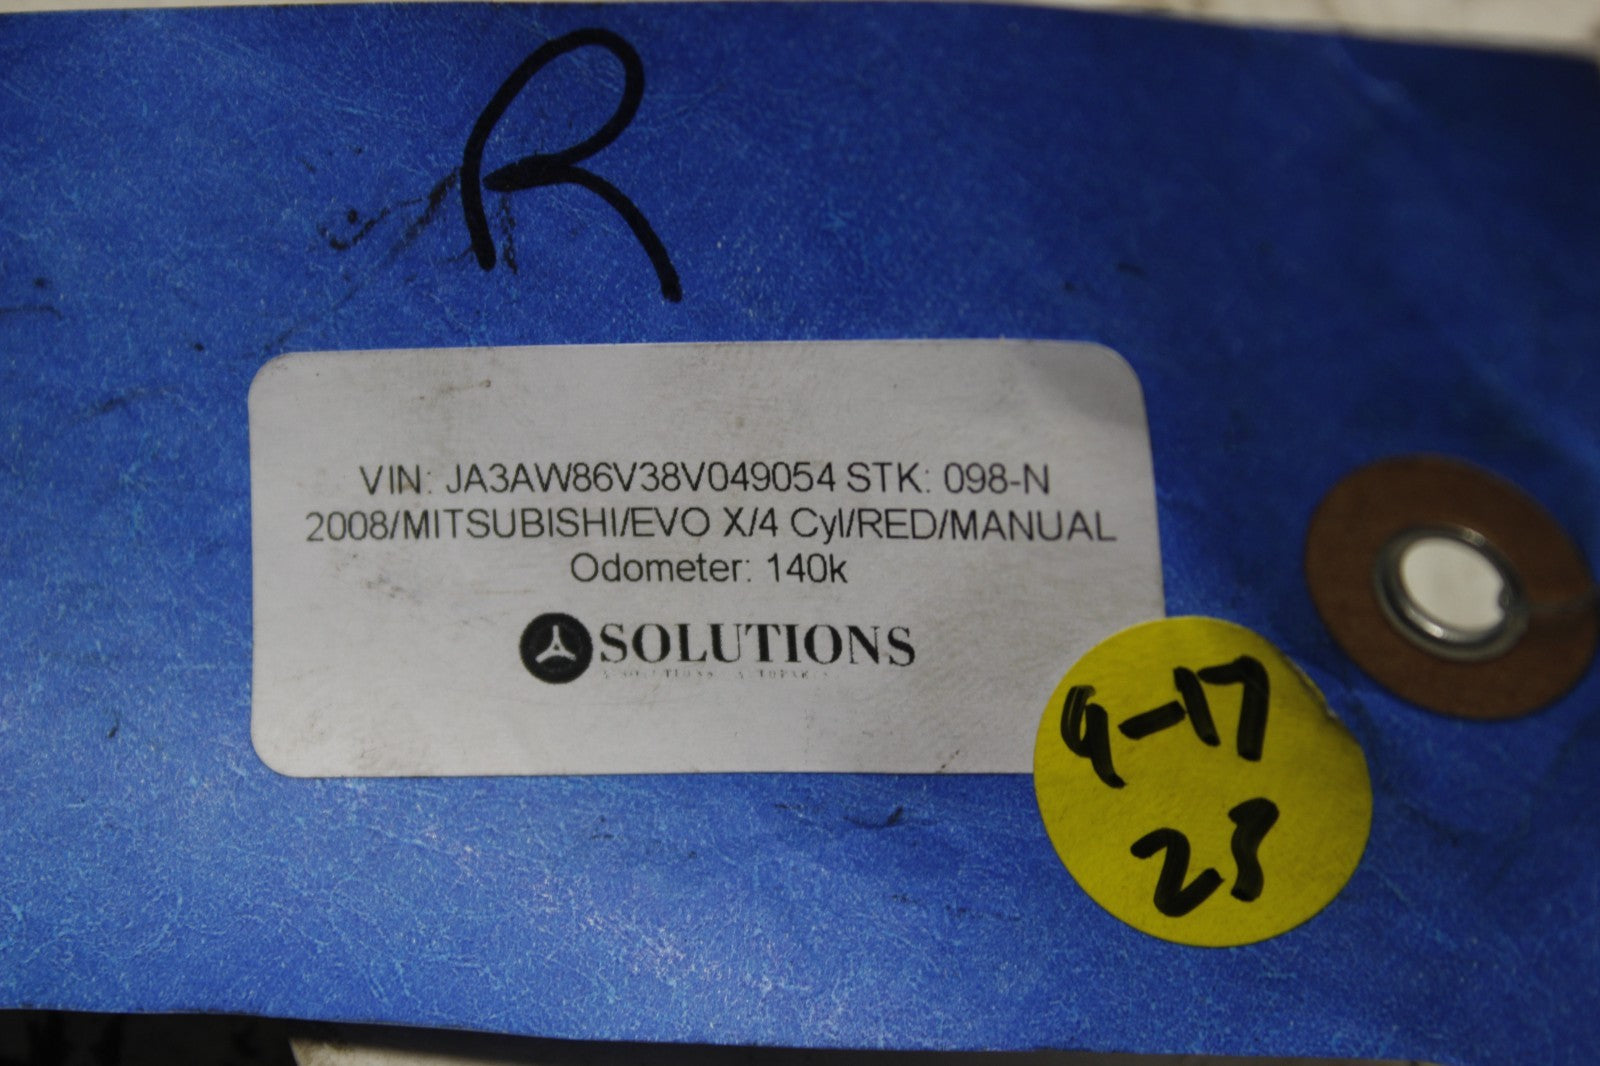 R
VIN: JA3AW86V38V049054 STK: 098-N
2008/MITSUBISHI/EVO X/4 Cyl/RED/MANUAL
Odometer: 140k
SOLUTIONS
9-17
23